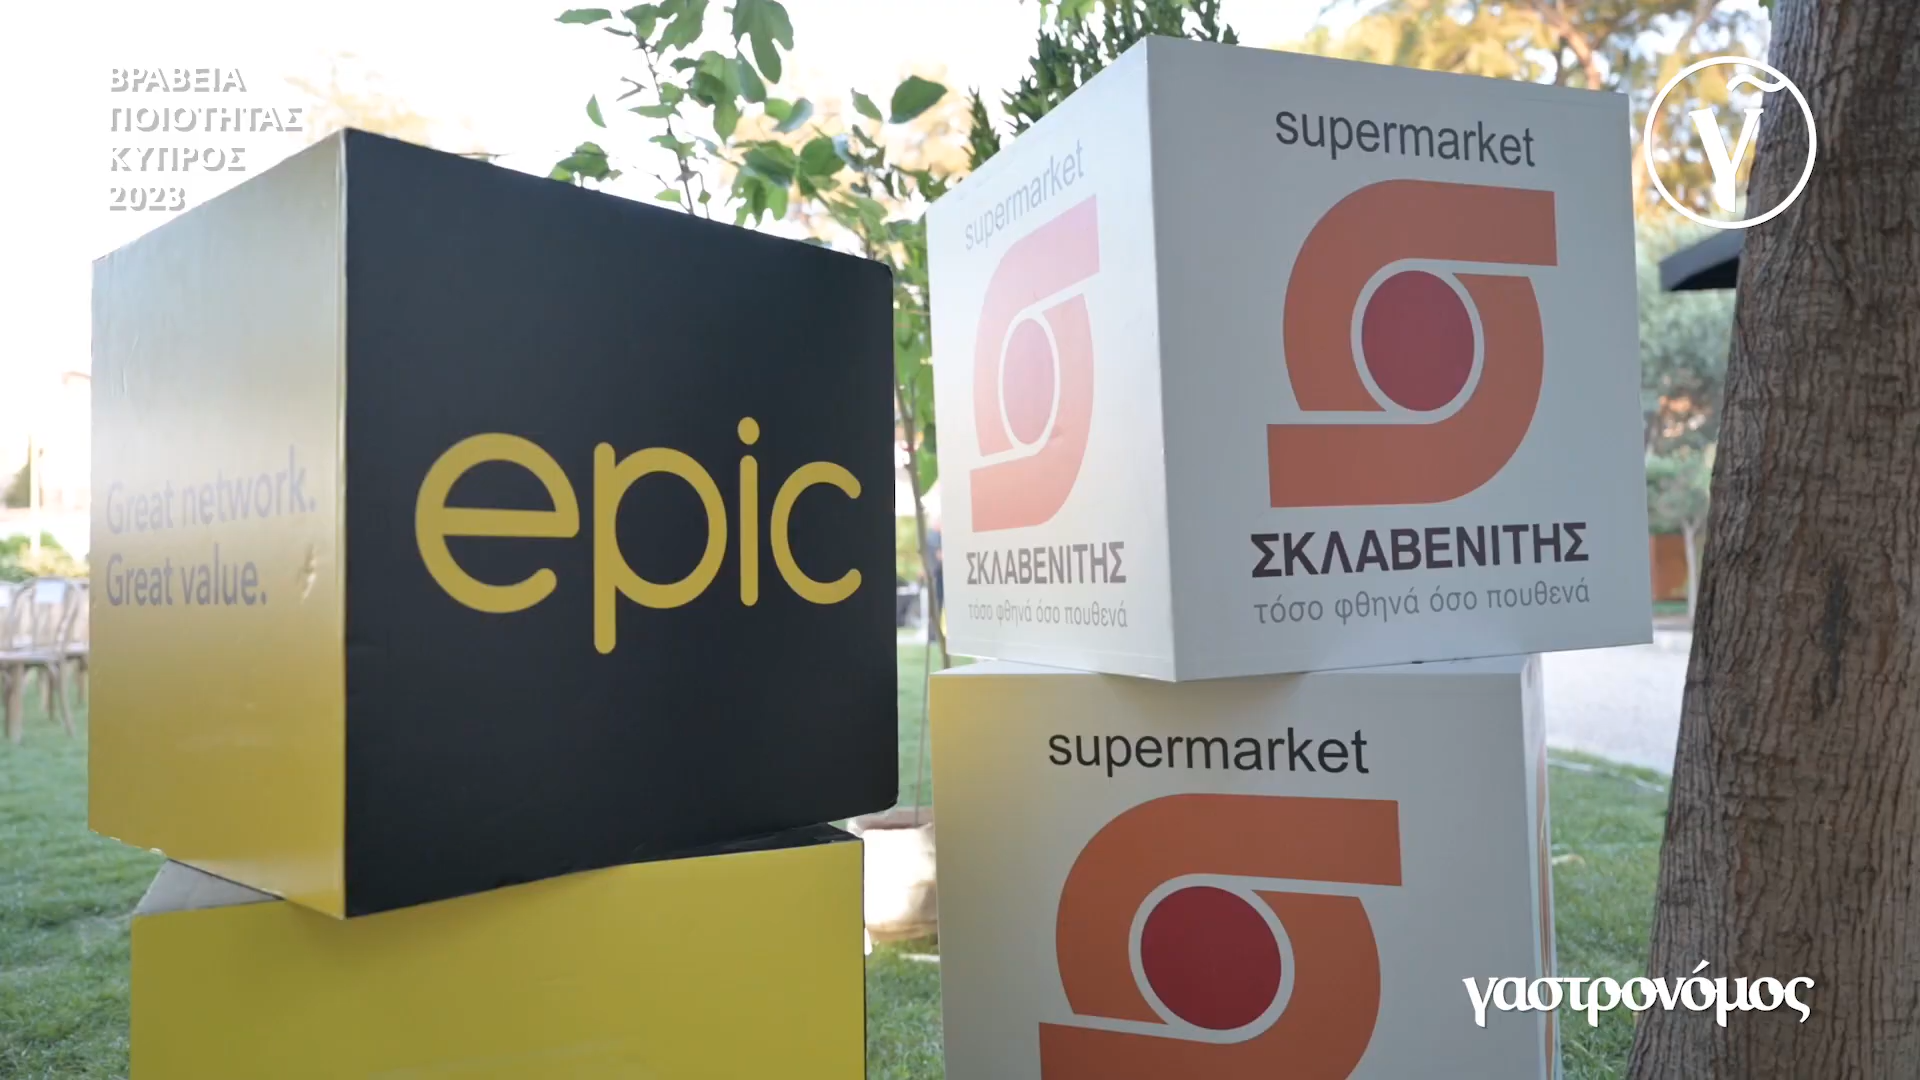 ΒΡΑΒΕΙΑ
ΠΟΙΟΤΗΤΑΣ
ΚΥΠΡΟΣ
2023
γ
Great network.
Great value.
epic
supermarket
ΣΚΛΑΒΕΝΙΤΗΣ
τόσο φθηνά όσο πουθενά
supermarket
ΣΚΛΑΒΕΝΙΤΗΣ
τόσο φθηνά όσο πουθενά
supermarket
γαστρονόμος